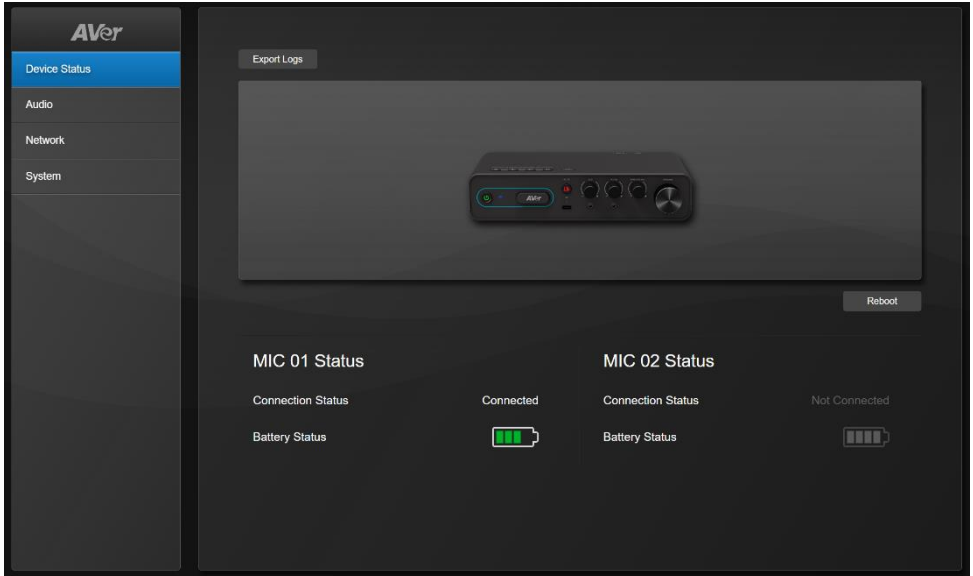 AVer
Device Status
Audio
Network
System
Export Logs
AVer
Reboot
MIC 01 Status
Connection Status Connected
Battery Status
MIC 02 Status
Connection Status Not Connected
Battery Status